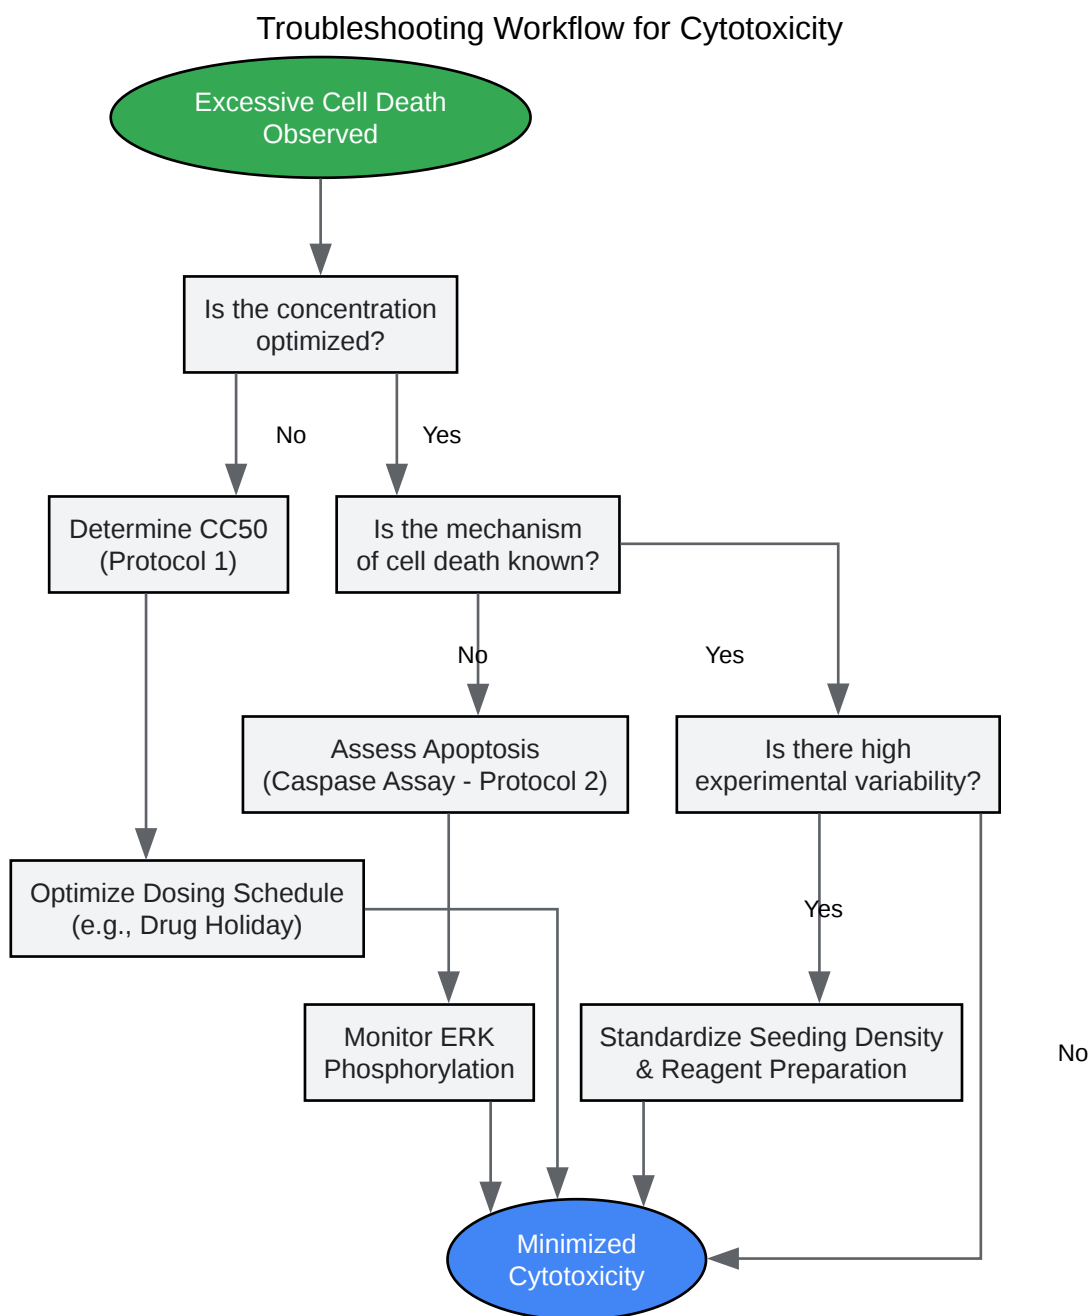 Troubleshooting Workflow for Cytotoxicity
Excessive Cell Death
Observed
Is the concentration
optimized?
No
Yes
Determine CC50
(Protocol 1)
Is the mechanism
of cell death known?
No
Yes
Assess Apoptosis
(Caspase Assay - Protocol 2)
Is there high
experimental variability?
Optimize Dosing Schedule
(e.g., Drug Holiday)
Yes
Monitor ERK
Phosphorylation
Standardize Seeding Density
& Reagent Preparation
No
Minimized
Cytotoxicity